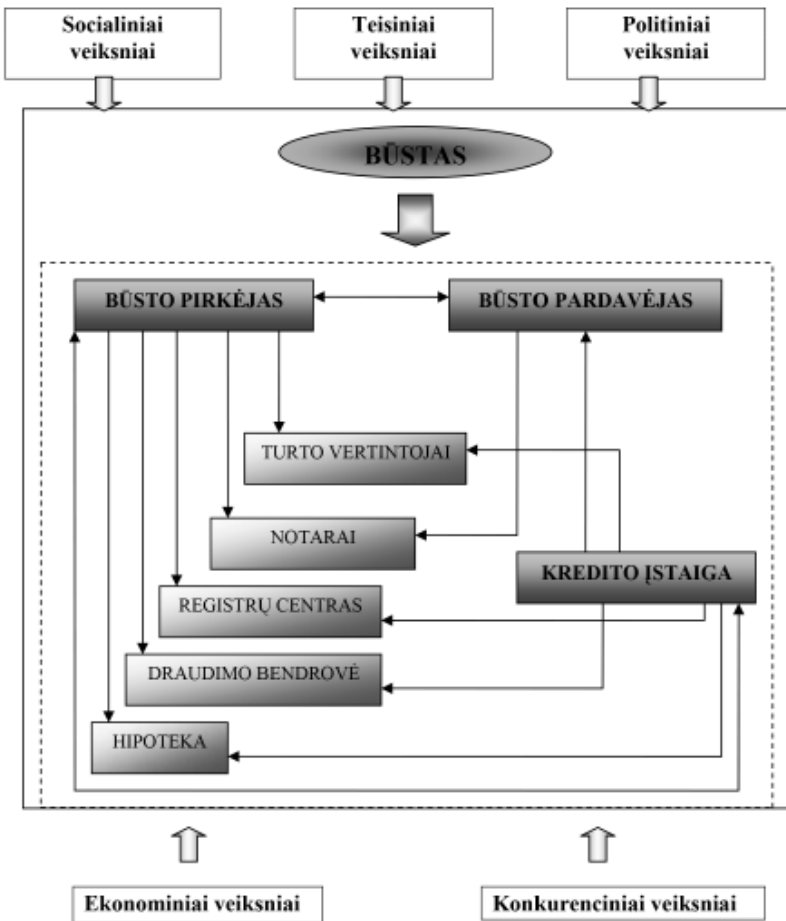 Socialiniai
veiksniai
Teisiniai
veiksniai
Politiniai
veiksniai
BŪSTAS
BŪSTO PIRKĖJAS
BŪSTO PARDAVĖJAS
TURTO VERTINTOJAI
NOTARAI
KREDITO ĮSTAIGA
REGISTRŲ CENTRAS
DRAUDIMO BENDROVĖ
HIPOTEKA
Ekonominiai veiksniai
Konkurenciniai veiksniai